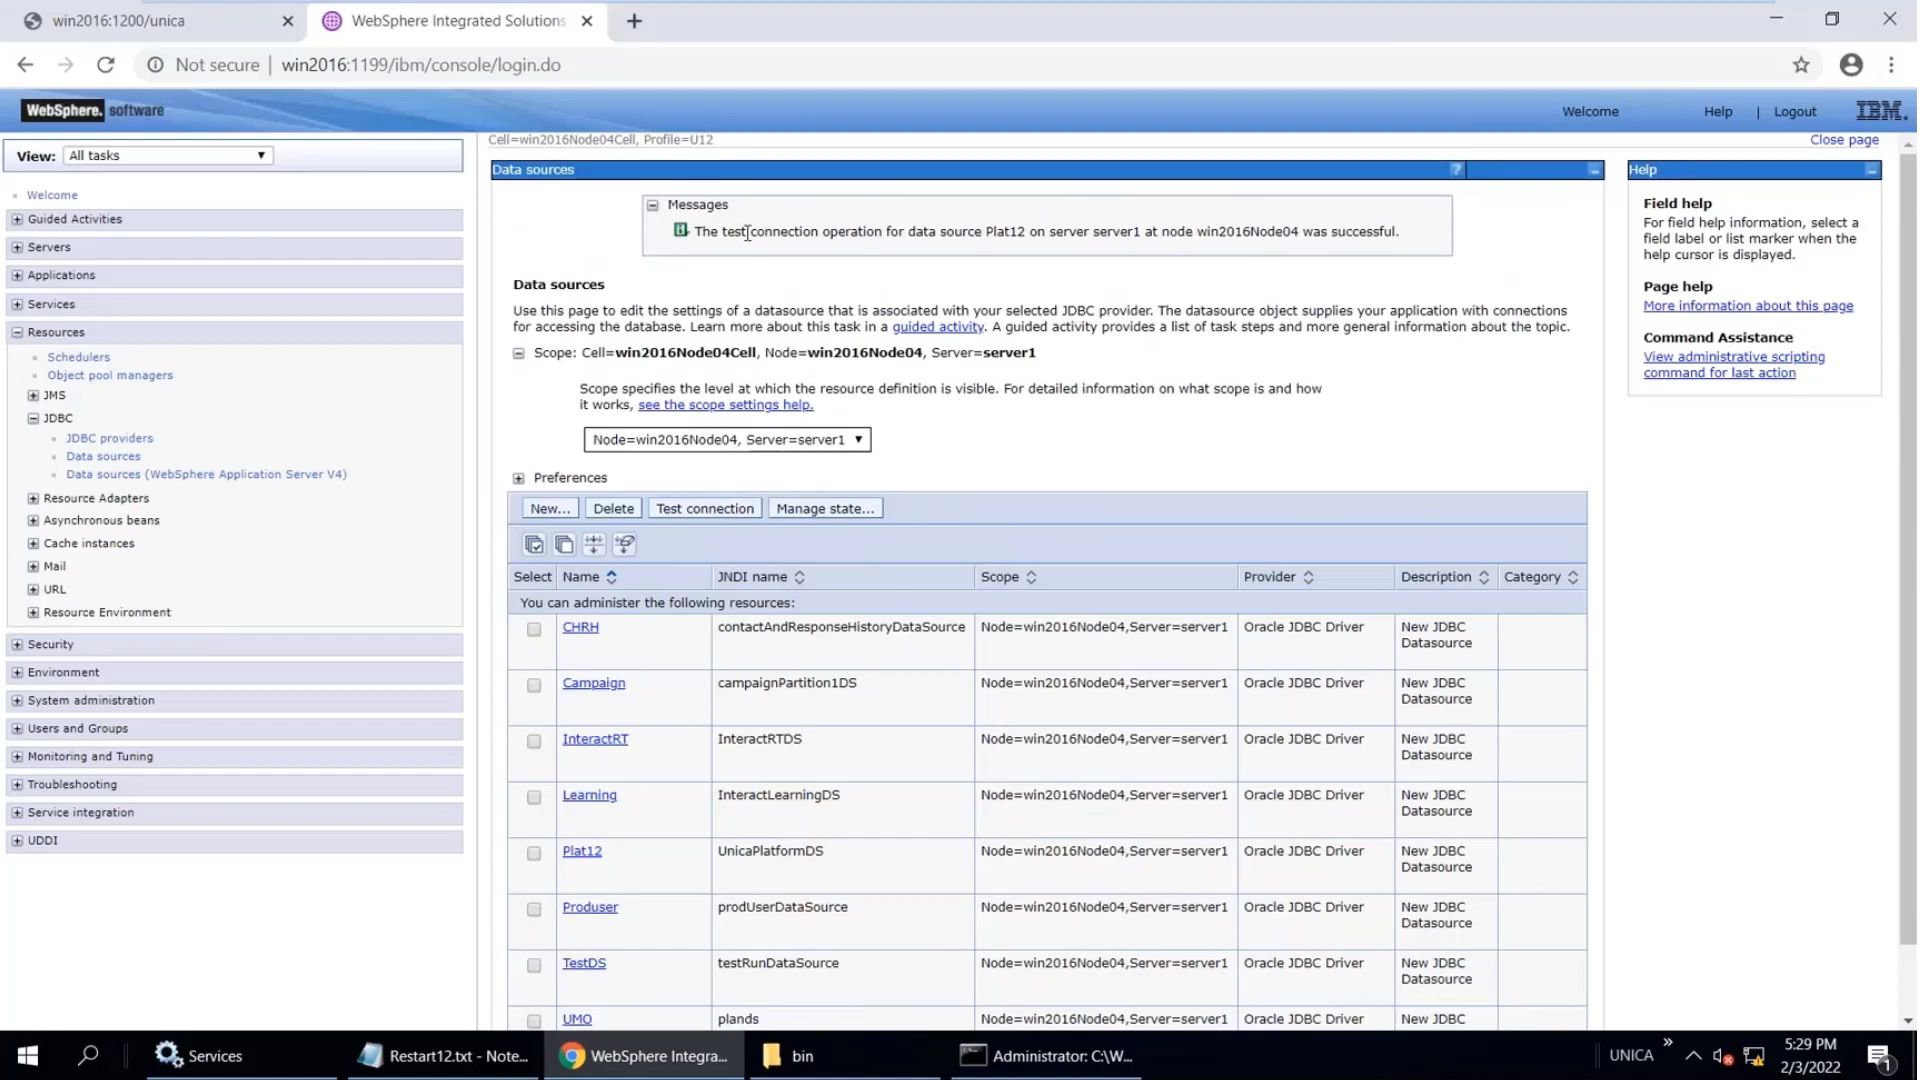 win2016:1200/unica
WebSphere Integrated Solutions
Not secure | win2016:1199/ibm/console/login.do
WebSphere. software
Welcome
Help | Logout
IBM.
View: All tasks
Welcome
Guided Activities
Servers
Applications
Services
Resources
Schedulers
Object pool managers
JMS
JDBC
JDBC providers
Data sources
Data sources (WebSphere Application Server V4)
Resource Adapters
Asynchronous beans
Cache instances
Mail
URL
Resource Environment
Security
Environment
System administration
Users and Groups
Monitoring and Tuning
Troubleshooting
Service integration
UDDI
Cell=win2016Node04Cell, Profile=U12
Close page
Data sources
?
Messages
The test connection operation for data source Plat12 on server server1 at node win2016Node04 was successful.
Data sources
Use this page to edit the settings of a datasource that is associated with your selected JDBC provider. The datasource object supplies your application with connections
for accessing the database. Learn more about this task in a guided activity. A guided activity provides a list of task steps and more general information about the topic.
Scope: Cell=win2016Node04Cell, Node=win2016Node04, Server=server1
Scope specifies the level at which the resource definition is visible. For detailed information on what scope is and how
it works, see the scope settings help.
Node=win2016Node04, Server=server1
Preferences
New... Delete Test connection Manage state...
Select Name JNDI name Scope Provider Description Category
You can administer the following resources:
CHRH contactAndResponseHistoryDataSource Node=win2016Node04,Server=server1 Oracle JDBC Driver New JDBC
Datasource
Campaign campaignPartition1DS Node=win2016Node04,Server=server1 Oracle JDBC Driver New JDBC
Datasource
InteractRT InteractRTDS Node=win2016Node04,Server=server1 Oracle JDBC Driver New JDBC
Datasource
Learning InteractLearningDS Node=win2016Node04,Server=server1 Oracle JDBC Driver New JDBC
Datasource
Plat12 UnicaPlatformDS Node=win2016Node04,Server=server1 Oracle JDBC Driver New JDBC
Datasource
Produser prodUserDataSource Node=win2016Node04,Server=server1 Oracle JDBC Driver New JDBC
Datasource
TestDS testRunDataSource Node=win2016Node04,Server=server1 Oracle JDBC Driver New JDBC
Datasource
UMO plands Node=win2016Node04,Server=server1 Oracle JDBC Driver New JDBC
Help
Field help
For field help information, select a
field label or list marker when the
help cursor is displayed.
Page help
More information about this page
Command Assistance
View administrative scripting
command for last action
Services
Restart12.txt - Note...
WebSphere Integra...
bin
Administrator: C:\W...
UNICA »
5:29 PM
2/3/2022
1